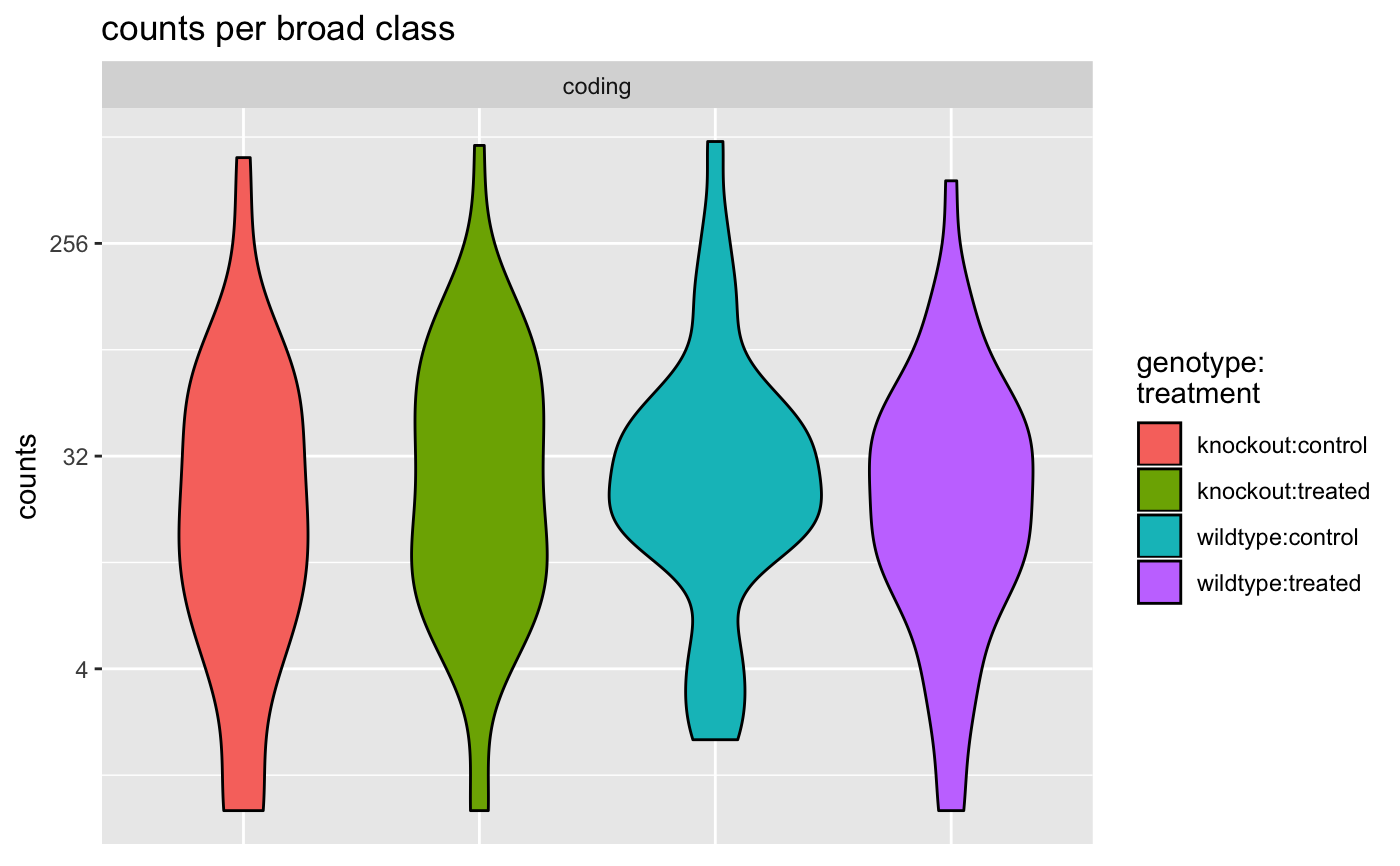 counts per broad class
coding
256
32
4
counts
genotype:
treatment
knockout:control
knockout:treated
wildtype:control
wildtype:treated